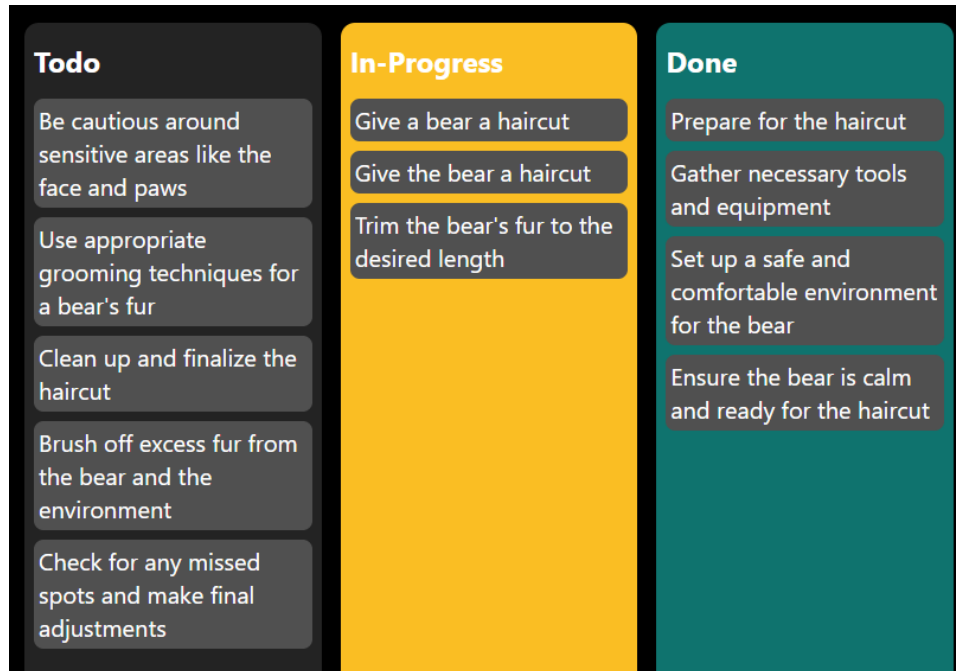 Todo
Be cautious around
sensitive areas like the
face and paws
Use appropriate
grooming techniques for
a bear's fur
Clean up and finalize the
haircut
Brush off excess fur from
the bear and the
environment
Check for any missed
spots and make final
adjustments
In-Progress
Give a bear a haircut
Give the bear a haircut
Trim the bear's fur to the
desired length
Done
Prepare for the haircut
Gather necessary tools
and equipment
Set up a safe and
comfortable environment
for the bear
Ensure the bear is calm
and ready for the haircut